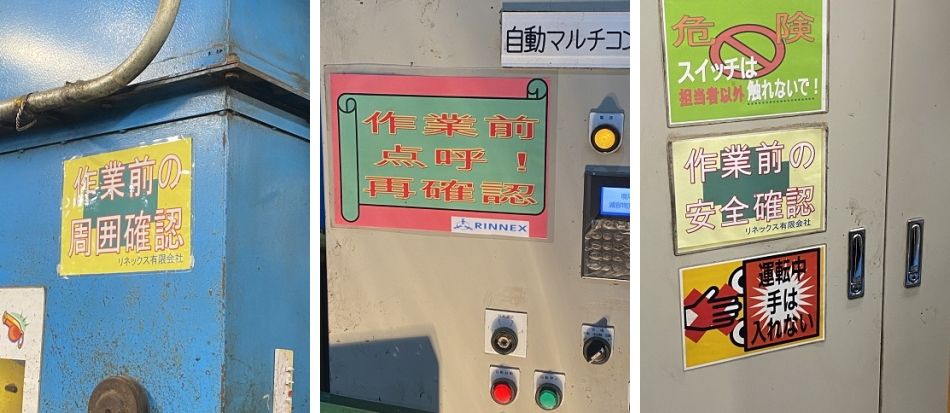 作業前の
周囲確認
リネックス有限会社
自動マルチコン
作業前
点呼!
再確認
RINNEX
危険
スイッチは
担当者以外触れないで!
作業前の
安全確認
リネックス有限会社
運転中
手は
入れない